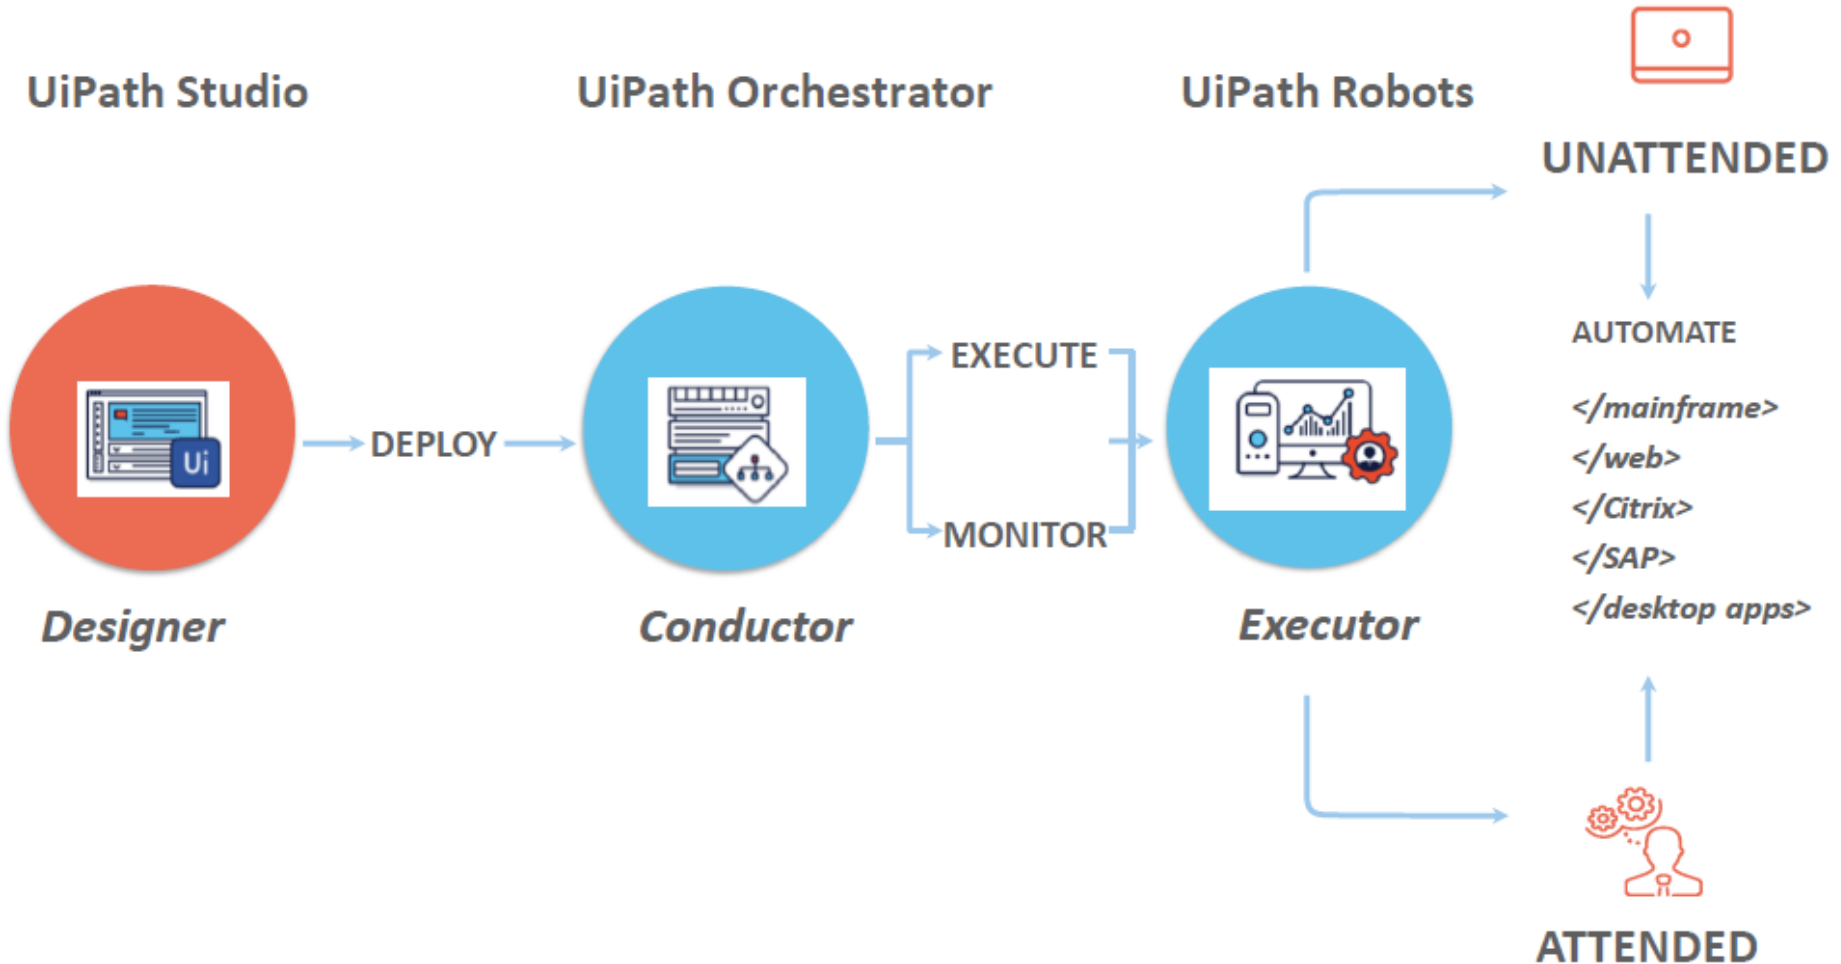 UiPath Studio
UiPath Orchestrator
UiPath Robots
UNATTENDED
DEPLOY
EXECUTE
MONITOR
Ui
Designer
Conductor
Executor
AUTOMATE
</mainframe>
</web>
</Citrix>
</SAP>
</desktop apps>
ATTENDED